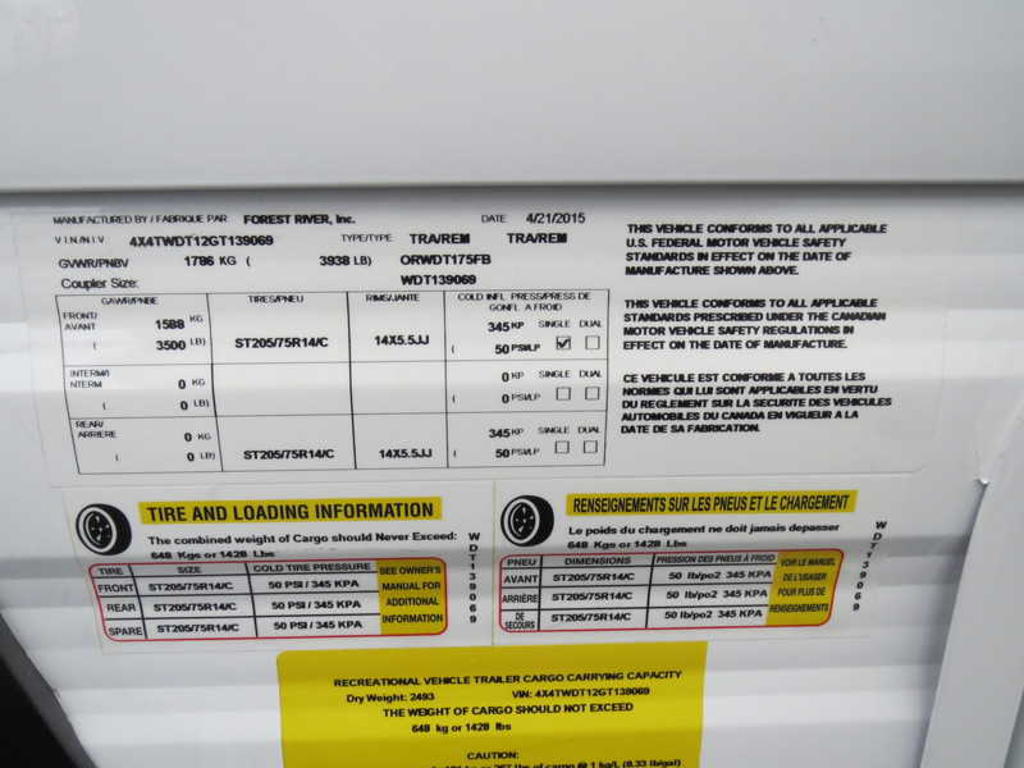 MANUFACTURED BY / FABRIQUE PAR FOREST RIVER, Inc. DATE 4/21/2015
V.I.N/N.I.V. 4X4TWDT12GT139069 TYPE/TYPE TRA/REM TRA/REM
GVWR/PNBV 1786 KG ( 3938 LB) ORWDT175FB
Coupler Size: WDT139069
GAWR/PNBE TIRES/PNEU RIMS/JANTE COLD INFL PRESS/PRESS DE
GONFL A FROID
FRONT/
AVANT 1588 KG 345 KP SINGLE DUAL
( 3500 LB) ST205/75R14/C 14X5.5JJ ( 50 PSI/LP
INTERM/I
NTERM 0 KG 0 KP SINGLE DUAL
( 0 LB) ( 0 PSI/LP
REAR/
ARRIERE 0 KG 345 KP SINGLE DUAL
( 0 LB) ST205/75R14/C 14X5.5JJ ( 50 PSI/LP
THIS VEHICLE CONFORMS TO ALL APPLICABLE
U.S. FEDERAL MOTOR VEHICLE SAFETY
STANDARDS IN EFFECT ON THE DATE OF
MANUFACTURE SHOWN ABOVE.
THIS VEHICLE CONFORMS TO ALL APPLICABLE
STANDARDS PRESCRIBED UNDER THE CANADIAN
MOTOR VEHICLE SAFETY REGULATIONS IN
EFFECT ON THE DATE OF MANUFACTURE.
CE VEHICULE EST CONFORME A TOUTES LES
NORMES QUI LUI SONT APPLICABLES EN VERTU
DU REGLEMENT SUR LA SECURITE DES VEHICULES
AUTOMOBILES DU CANADA EN VIGUEUR A LA
DATE DE SA FABRICATION.
TIRE AND LOADING INFORMATION
The combined weight of Cargo should Never Exceed:
648 Kgs or 1428 Lbs
TIRE SIZE COLD TIRE PRESSURE SEE OWNER'S
FRONT ST205/75R14/C 50 PSI / 345 KPA MANUAL FOR
REAR ST205/75R14/C 50 PSI / 345 KPA ADDITIONAL
SPARE ST205/75R14/C 50 PSI / 345 KPA INFORMATION
WDT139069
RENSEIGNEMENTS SUR LES PNEUS ET LE CHARGEMENT
Le poids du chargement ne doit jamais depasser
648 Kgs or 1428 Lbs
PNEU DIMENSIONS PRESSION DES PNEUS À FROID VOIR LE MANUEL
AVANT ST205/75R14/C 50 lb/po2 345 KPA DE L'USAGER
ARRIÈRE ST205/75R14/C 50 lb/po2 345 KPA POUR PLUS DE
DE
SECOURS ST205/75R14/C 50 lb/po2 345 KPA RENSEIGNEMENTS
WDT139069
RECREATIONAL VEHICLE TRAILER CARGO CARRYING CAPACITY
Dry Weight: 2493 VIN: 4X4TWDT12GT139069
THE WEIGHT OF CARGO SHOULD NOT EXCEED
648 kg or 1428 lbs
CAUTION:
lbs of cargo @ 1 kg/L (8.33 lb/gal)